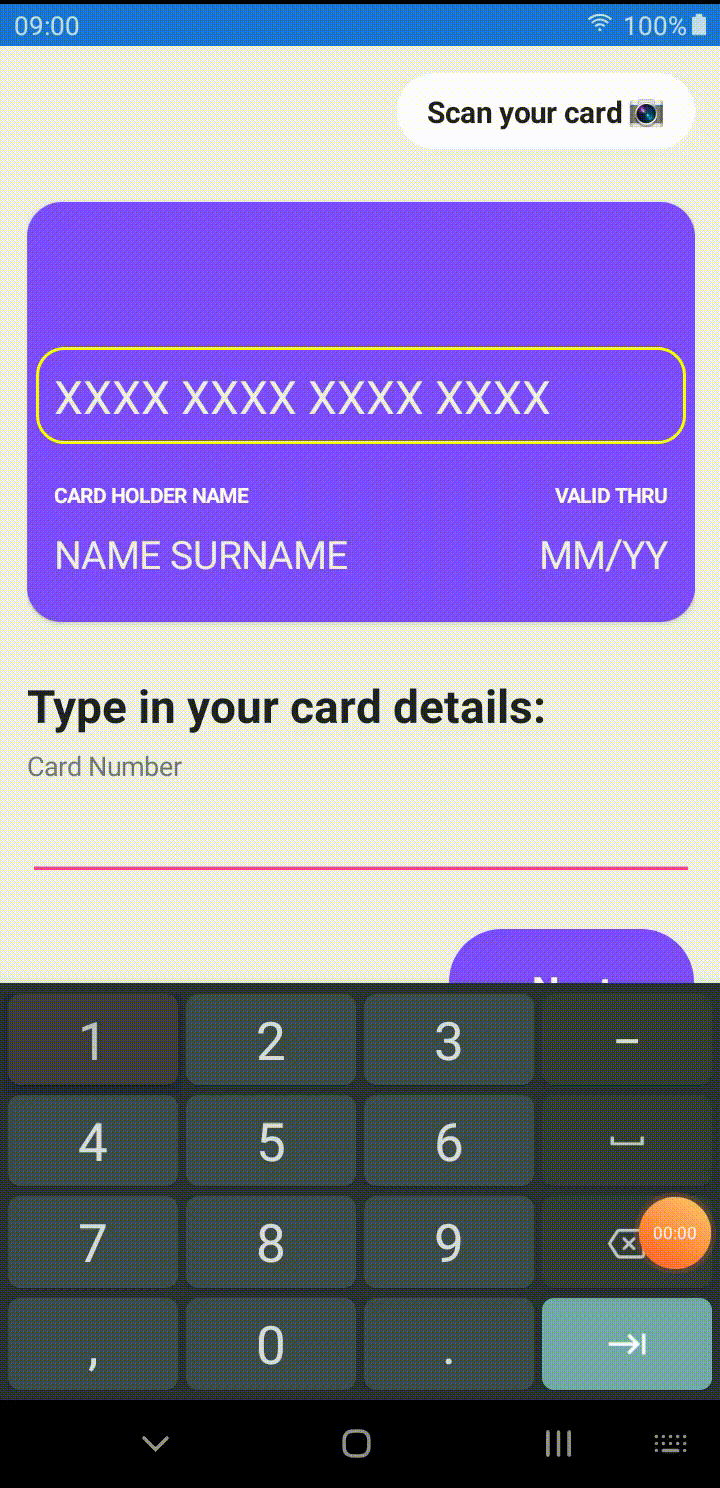 09:00 100%
Scan your card
XXXX XXXX XXXX XXXX
CARD HOLDER NAME VALID THRU
NAME SURNAME MM/YY
Type in your card details:
Card Number
1 2 3 -
4 5 6
7 8 9 00:00
, 0 .